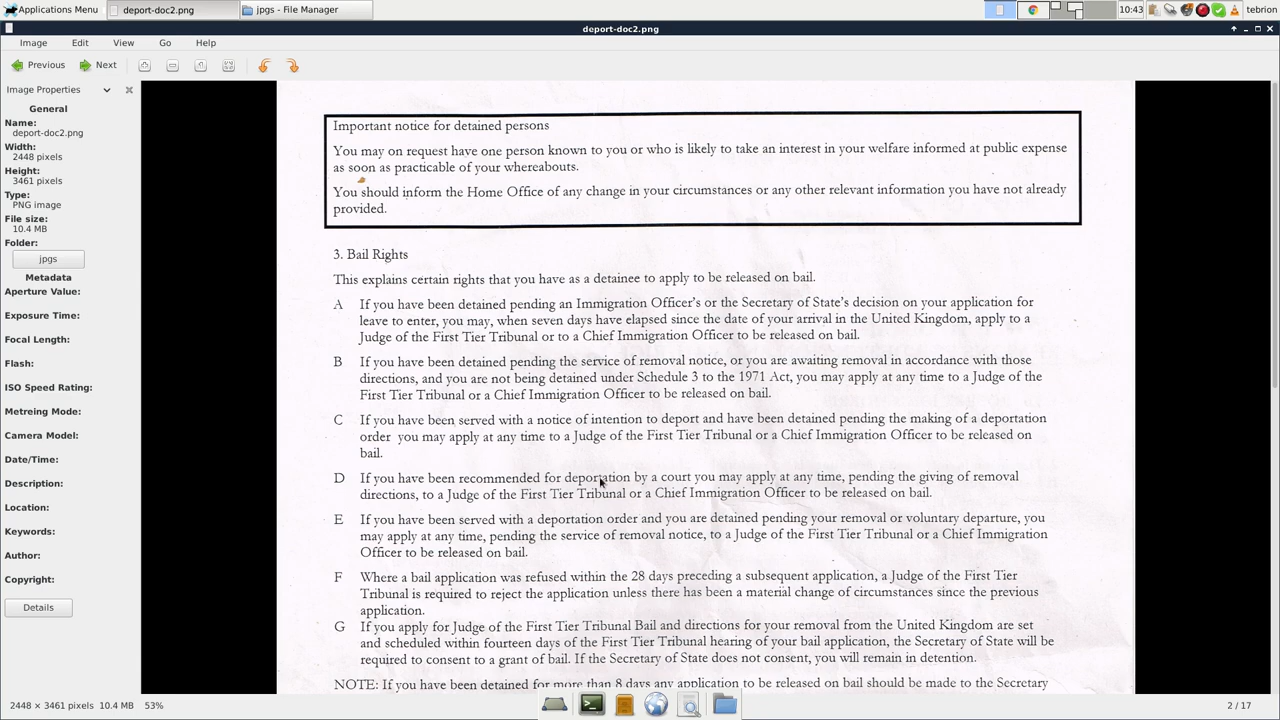 Applications Menu
deport-doc2.png
jpgs - File Manager
10:43
tebrion
deport-doc2.png
Image
Edit
View
Go
Help
Previous
Next
Image Properties
General
Name:
deport-doc2.png
Width:
2448 pixels
Height:
3461 pixels
Type:
PNG image
File size:
10.4 MB
Folder:
jpgs
Metadata
Aperture Value:
Exposure Time:
Focal Length:
Flash:
ISO Speed Rating:
Metreing Mode:
Camera Model:
Date/Time:
Description:
Location:
Keywords:
Author:
Copyright:
Details
Important notice for detained persons
You may on request have one person known to you or who is likely to take an interest in your welfare informed at public expense
as soon as practicable of your whereabouts.
You should inform the Home Office of any change in your circumstances or any other relevant information you have not already
provided.
3. Bail Rights
This explains certain rights that you have as a detainee to apply to be released on bail.
A If you have been detained pending an Immigration Officer's or the Secretary of State's decision on your application for
leave to enter, you may, when seven days have elapsed since the date of your arrival in the United Kingdom, apply to a
Judge of the First Tier Tribunal or to a Chief Immigration Officer to be released on bail.
B If you have been detained pending the service of removal notice, or you are awaiting removal in accordance with those
directions, and you are not being detained under Schedule 3 to the 1971 Act, you may apply at any time to a Judge of the
First Tier Tribunal or a Chief Immigration Officer to be released on bail.
C If you have been served with a notice of intention to deport and have been detained pending the making of a deportation
order you may apply at any time to a Judge of the First Tier Tribunal or a Chief Immigration Officer to be released on
bail.
D If you have been recommended for deportation by a court you may apply at any time, pending the giving of removal
directions, to a Judge of the First Tier Tribunal or a Chief Immigration Officer to be released on bail.
E If you have been served with a deportation order and you are detained pending your removal or voluntary departure, you
may apply at any time, pending the service of removal notice, to a Judge of the First Tier Tribunal or a Chief Immigration
Officer to be released on bail.
F Where a bail application was refused within the 28 days preceding a subsequent application, a Judge of the First Tier
Tribunal is required to reject the application unless there has been a material change of circumstances since the previous
application.
G If you apply for Judge of the First Tier Tribunal Bail and directions for your removal from the United Kingdom are set
and scheduled within fourteen days of the First Tier Tribunal hearing of your bail application, the Secretary of State will be
required to consent to a grant of bail. If the Secretary of State does not consent, you will remain in detention.
NOTE: If you have been detained for more than 8 days any application to be released on bail should be made to the Secretary
2448 × 3461 pixels 10.4 MB 53%
2 / 17